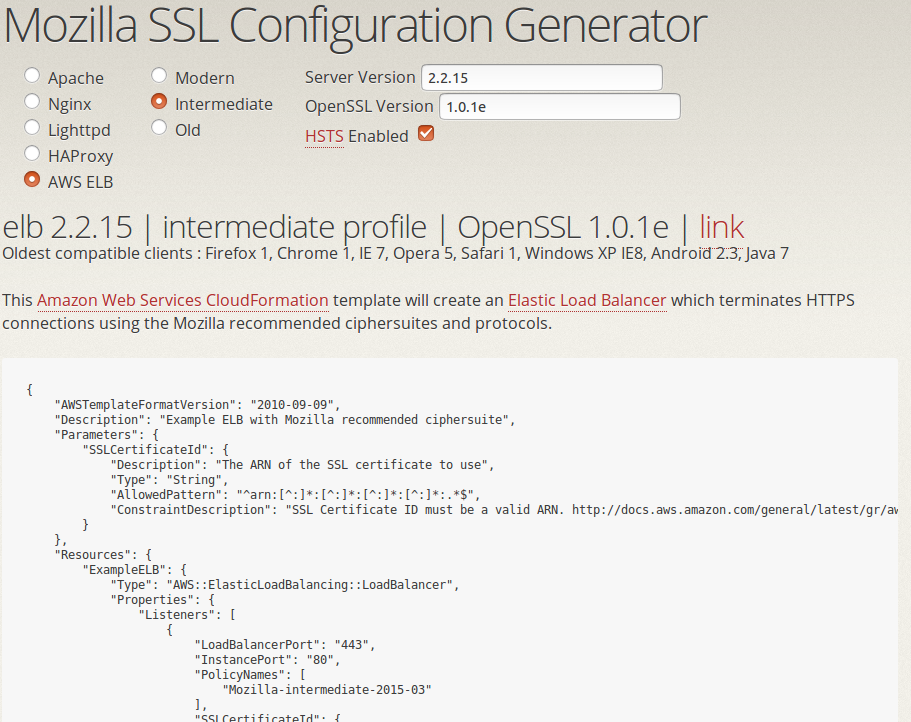 Mozilla SSL Configuration Generator
Apache
Nginx
Lighttpd
HAProxy
AWS ELB
Modern
Intermediate
Old
Server Version 2.2.15
OpenSSL Version 1.0.1e
HSTS Enabled
elb 2.2.15 | intermediate profile | OpenSSL 1.0.1e | link
Oldest compatible clients : Firefox 1, Chrome 1, IE 7, Opera 5, Safari 1, Windows XP IE8, Android 2.3, Java 7
This Amazon Web Services CloudFormation template will create an Elastic Load Balancer which terminates HTTPS
connections using the Mozilla recommended ciphersuites and protocols.
{
"AWSTemplateFormatVersion": "2010-09-09",
"Description": "Example ELB with Mozilla recommended ciphersuite",
"Parameters": {
"SSLCertificateId": {
"Description": "The ARN of the SSL certificate to use",
"Type": "String",
"AllowedPattern": "^arn:[^:]*:[^:]*:[^:]*:[^:]*:.*$",
"ConstraintDescription": "SSL Certificate ID must be a valid ARN. http://docs.aws.amazon.com/general/latest/gr/aw
}
},
"Resources": {
"ExampleELB": {
"Type": "AWS::ElasticLoadBalancing::LoadBalancer",
"Properties": {
"Listeners": [
{
"LoadBalancerPort": "443",
"InstancePort": "80",
"PolicyNames": [
"Mozilla-intermediate-2015-03"
],
"SSLCertificateId": {